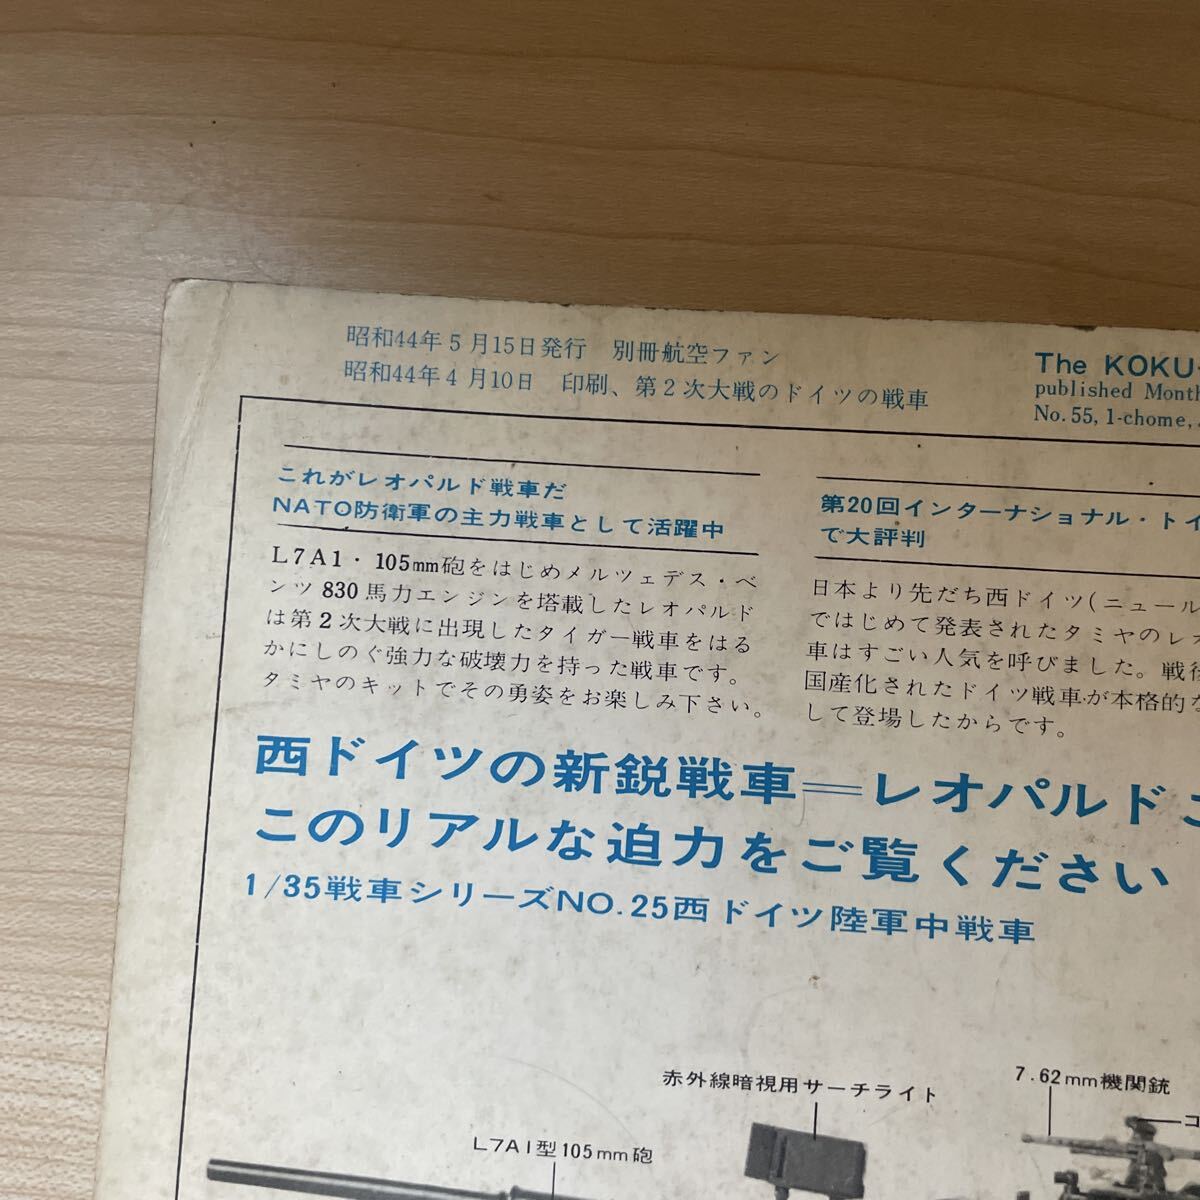 昭和44年5月15日発行 別冊航空ファン
昭和44年4月10日 印刷、第2次大戦のドイツの戦車
The KOKU-
published Month
No. 55, 1-chome,
これがレオパルド戦車だ
NATO防衛軍の主力戦車として活躍中
L7A1・105mm砲をはじめメルツェデス・ベ
ンツ830馬力エンジンを塔載したレオパルド
は第2次大戦に出現したタイガー戦車をはる
かにしのぐ強力な破壊力を持った戦車です。
タミヤのキットでその勇姿をお楽しみ下さい。
第20回インターナショナル・トイ
で大評判
日本より先だち西ドイツ(ニュール
ではじめて発表されたタミヤのレオ
車はすごい人気を呼びました。戦後
国産化されたドイツ戦車が本格的な
して登場したからです。
西ドイツの新鋭戦車=レオパルド
このリアルな迫力をご覧ください
1/35戦車シリーズNO.25西ドイツ陸軍中戦車
赤外線暗視用サーチライト
7.62mm機関銃
コ
L7A1型105mm砲